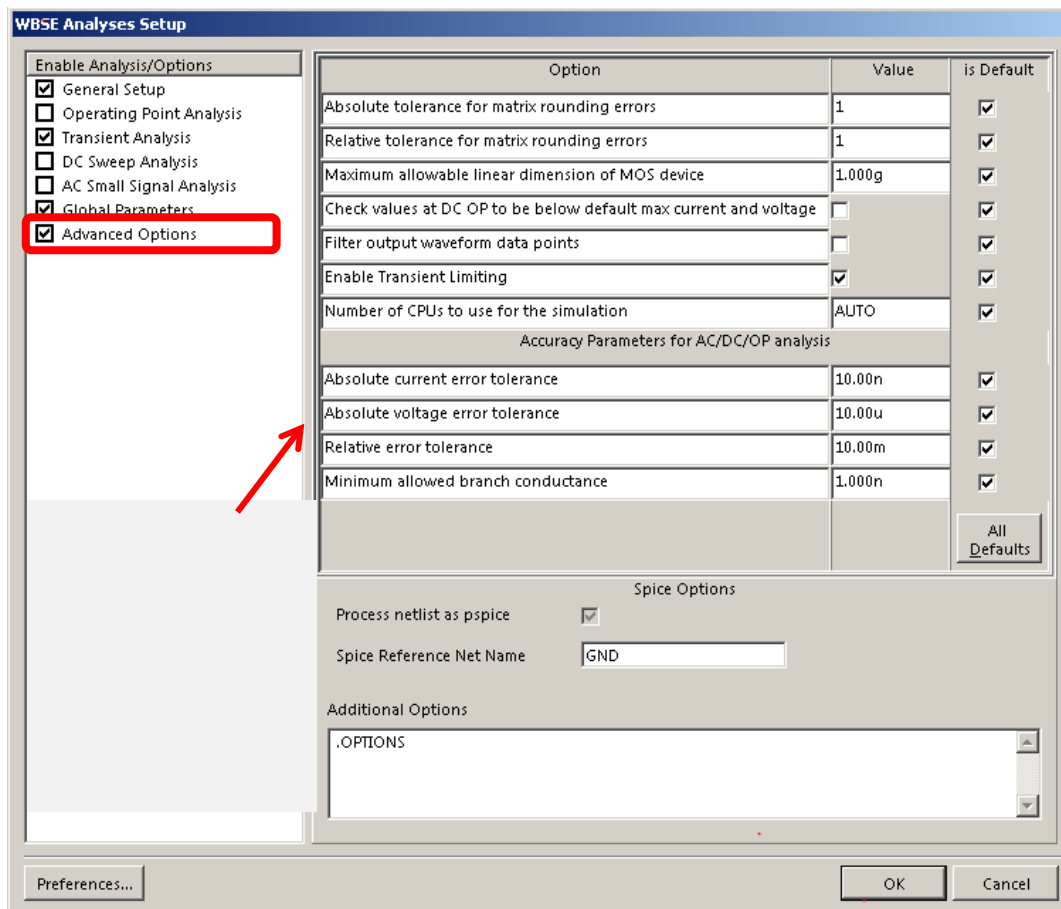 WBSE Analyses Setup
Enable Analysis/Options
General Setup
Operating Point Analysis
Transient Analysis
DC Sweep Analysis
AC Small Signal Analysis
Global Parameters
Advanced Options
Option Value is Default
Absolute tolerance for matrix rounding errors 1
Relative tolerance for matrix rounding errors 1
Maximum allowable linear dimension of MOS device 1.000g
Check values at DC OP to be below default max current and voltage
Filter output waveform data points
Enable Transient Limiting
Number of CPUs to use for the simulation AUTO
Accuracy Parameters for AC/DC/OP analysis
Absolute current error tolerance 10.00n
Absolute voltage error tolerance 10.00u
Relative error tolerance 10.00m
Minimum allowed branch conductance 1.000n
All
Defaults
Spice Options
Process netlist as pspice
Spice Reference Net Name GND
Additional Options
.OPTIONS
Preferences... OK Cancel